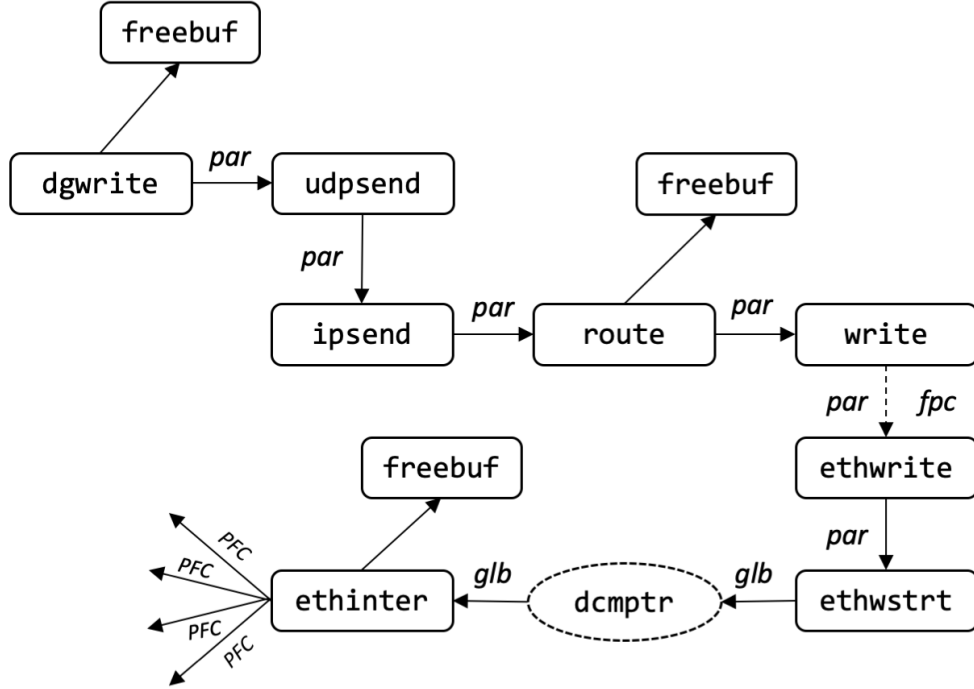 freebuf
dgwrite
par
udpsend
freebuf
par
ipsend
par
route
par
write
par
fpc
freebuf
ethwrite
par
PFC
PFC
PFC
PFC
ethinter
glb
dcmptr
glb
ethwstrt